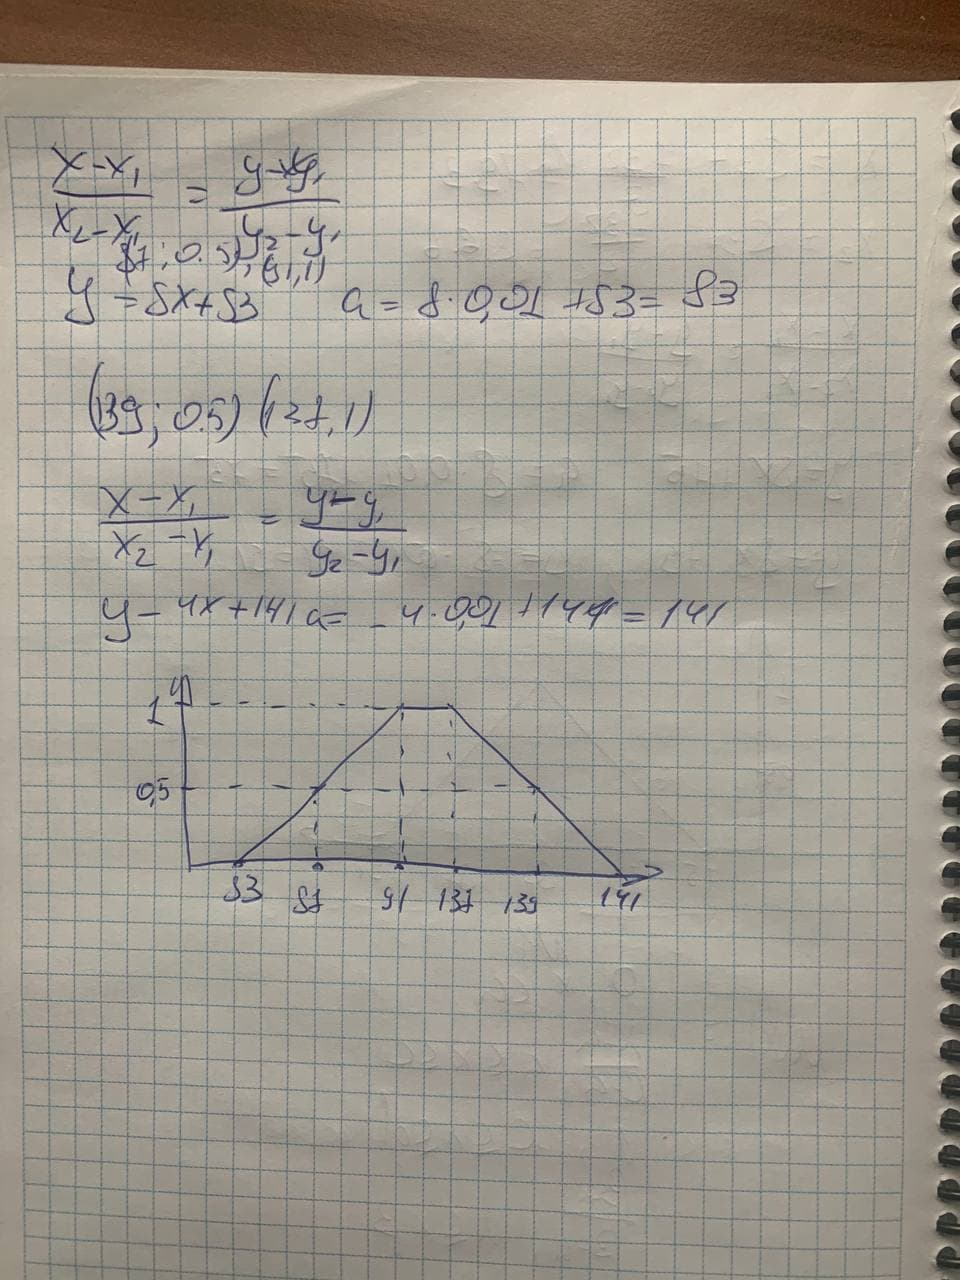 x-x₁/x₂-x₁ = y-y₁/y₂-y₁
(87; 0.5), (91,1)
y = 8x+83 a = 8·0,01 +83= 83
(139; 0.5) (137,1)
x-x₁/x₂-x₁ = y-y₁/y₂-y₁
y - 4x+141 a= -4·0,01+141=141
y
1
0,5
83 87 91 137 139 141